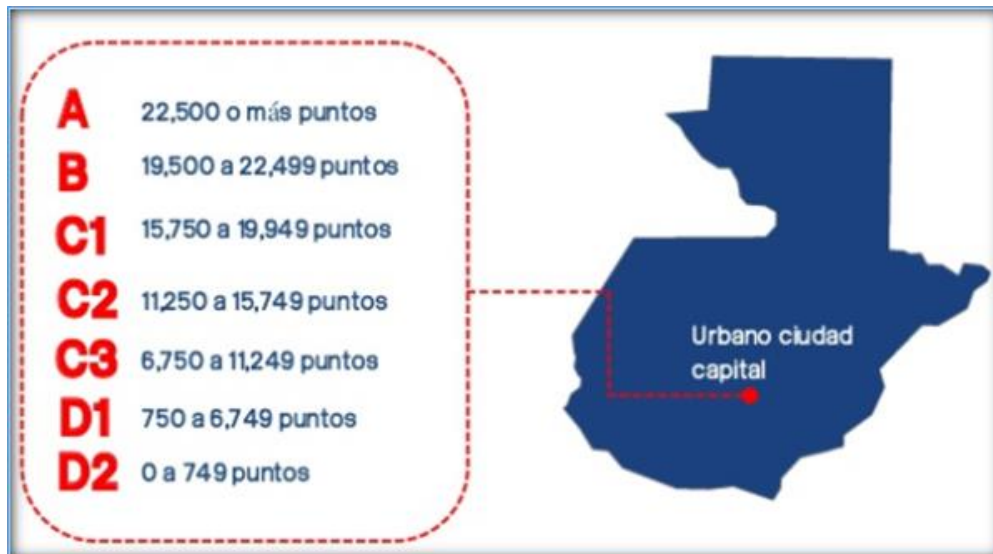 A 22,500 o más puntos
B 19,500 a 22,499 puntos
C1 15,750 a 19,949 puntos
C2 11,250 a 15,749 puntos
C3 6,750 a 11,249 puntos
D1 750 a 6,749 puntos
D2 0 a 749 puntos
Urbano ciudad
capital